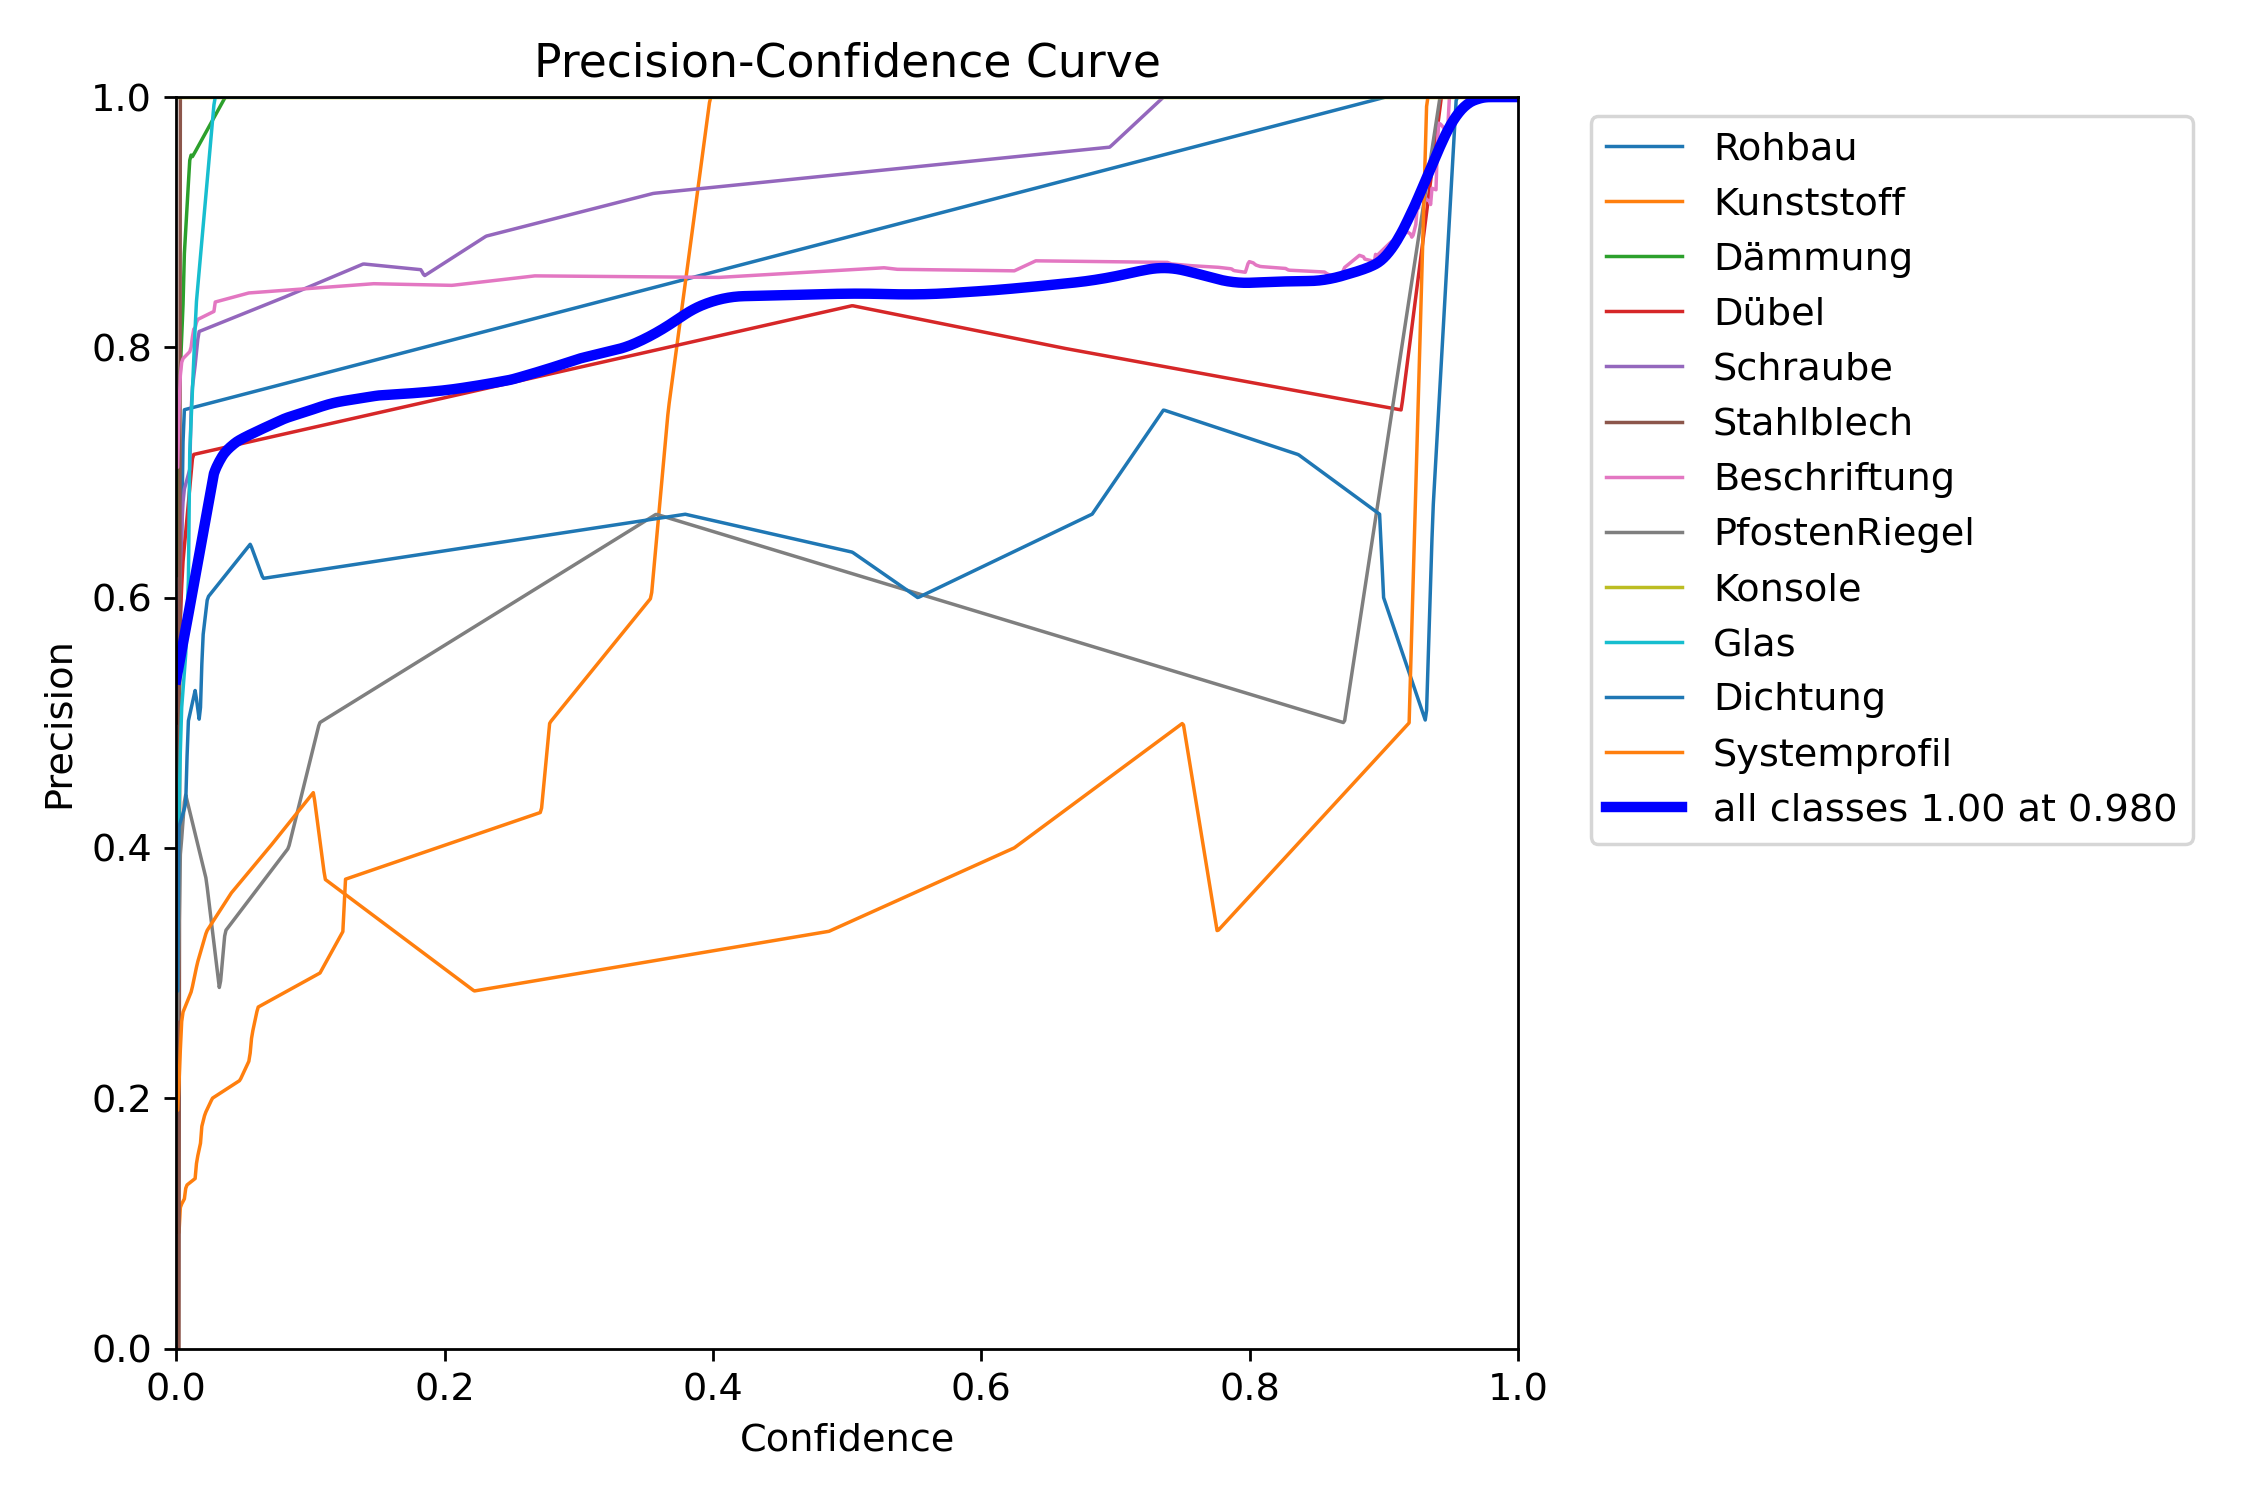 Precision-Confidence Curve
1.0
0.8
0.6
0.4
0.2
0.0
Precision
0.0 0.2 0.4 0.6 0.8 1.0
Confidence
Rohbau
Kunststoff
Dämmung
Dübel
Schraube
Stahlblech
Beschriftung
PfostenRiegel
Konsole
Glas
Dichtung
Systemprofil
all classes 1.00 at 0.980